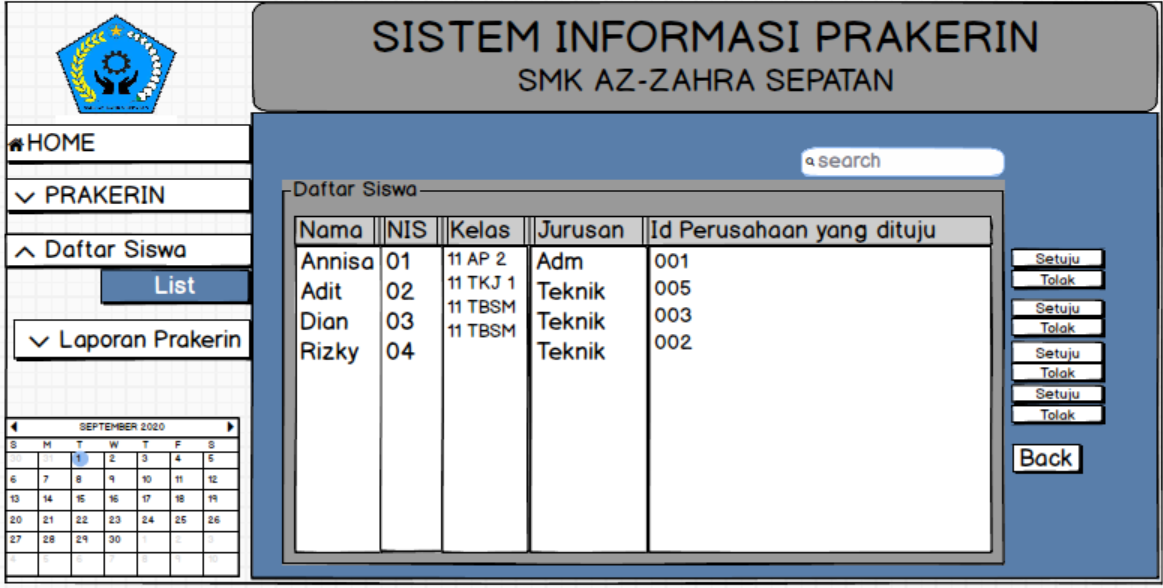 SISTEM INFORMASI PRAKERIN
SMK AZ-ZAHRA SEPATAN
HOME
PRAKERIN
Daftar Siswa
List
Laporan Prakerin
SEPTEMBER 2020
S M T W T F S
30 31 1 2 3 4 5
6 7 8 9 10 11 12
13 14 15 16 17 18 19
20 21 22 23 24 25 26
27 28 29 30 1 2 3
4 5 6 7 8 9 10
search
Daftar Siswa
Nama NIS Kelas Jurusan Id Perusahaan yang dituju
Annisa 01 11 AP 2 Adm 001
Adit 02 11 TKJ 1 Teknik 005
Dian 03 11 TBSM Teknik 003
Rizky 04 11 TBSM Teknik 002
Setuju
Tolak
Setuju
Tolak
Setuju
Tolak
Setuju
Tolak
Back